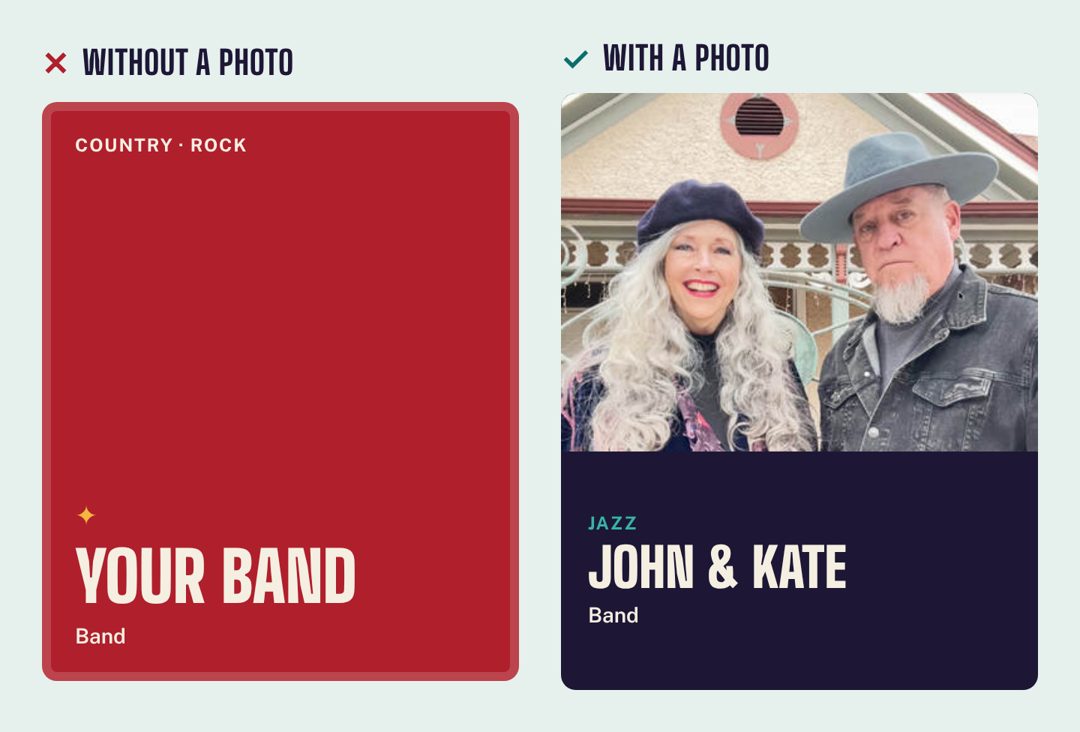 WITHOUT A PHOTO
COUNTRY · ROCK
YOUR BAND
Band
WITH A PHOTO
JAZZ
JOHN & KATE
Band